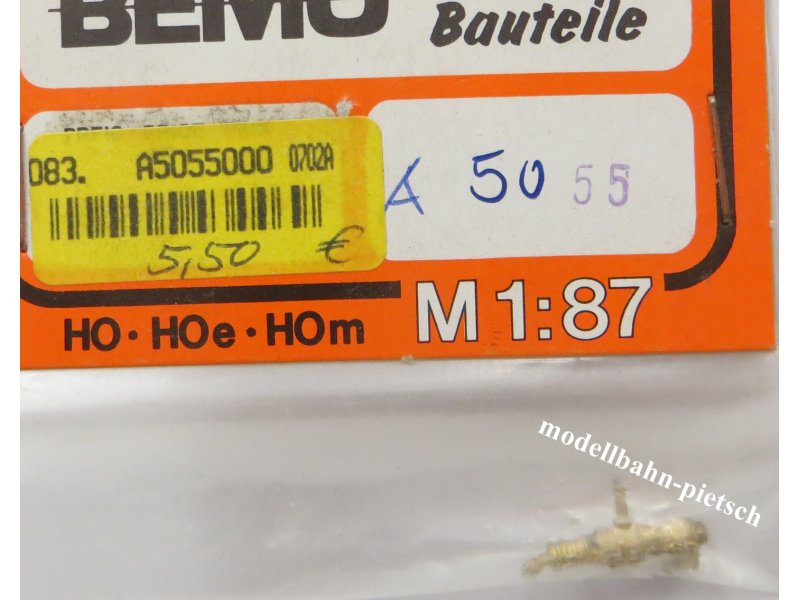 BEMO
Bauteile
083. A5055000 0702A
5,50 €
A 50 55
HO · HOe · HOm
M 1:87
modellbahn-pietsch